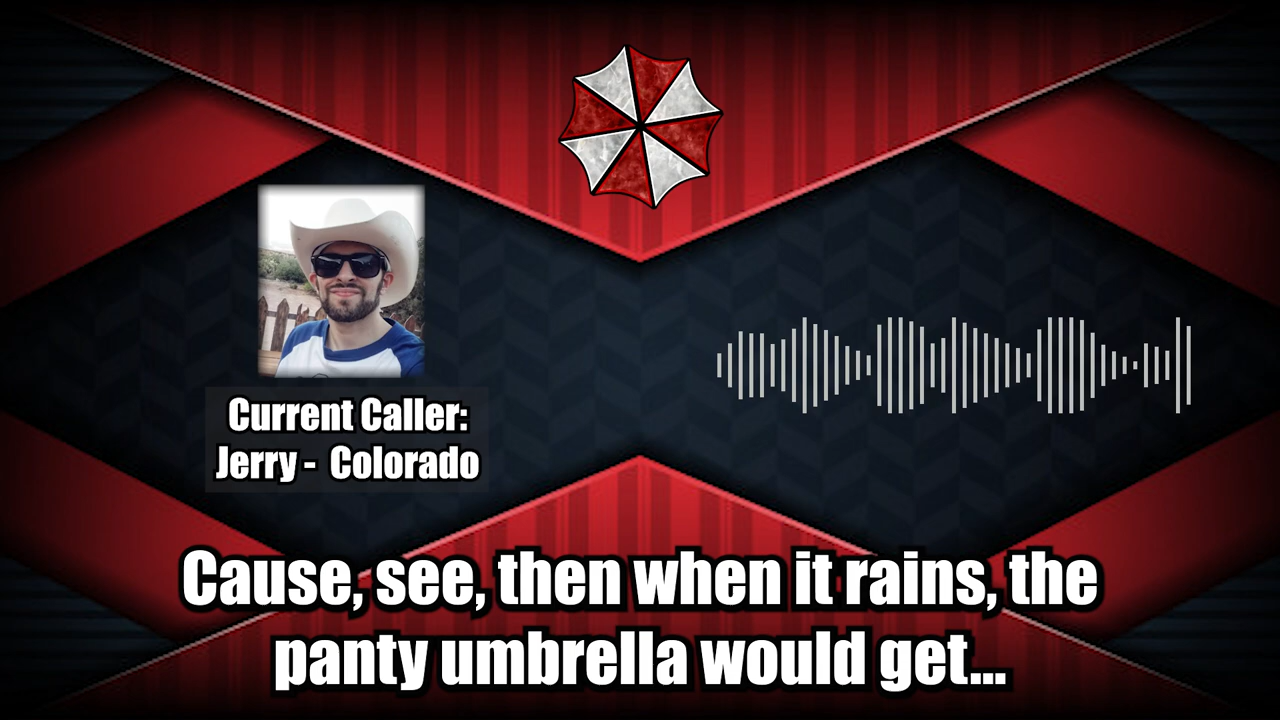 Current Caller:
Jerry - Colorado
Cause, see, then when it rains, the
panty umbrella would get...